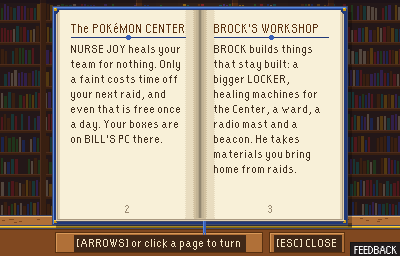 The POKéMON CENTER
NURSE JOY heals your
team for nothing. Only
a faint costs time off
your next raid, and
even that is free once
a day. Your boxes are
on BILL'S PC there.
2
BROCK'S WORKSHOP
BROCK builds things
that stay built: a
bigger LOCKER,
healing machines for
the Center, a ward, a
radio mast and a
beacon. He takes
materials you bring
home from raids.
3
[ARROWS] or click a page to turn
[ESC] CLOSE
FEEDBACK